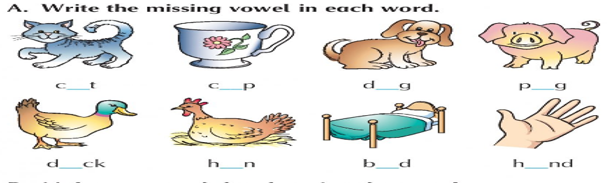 A. Write the missing vowel in each word.
c__t c__p d__g p__g
d__ck h__n b__d h__nd